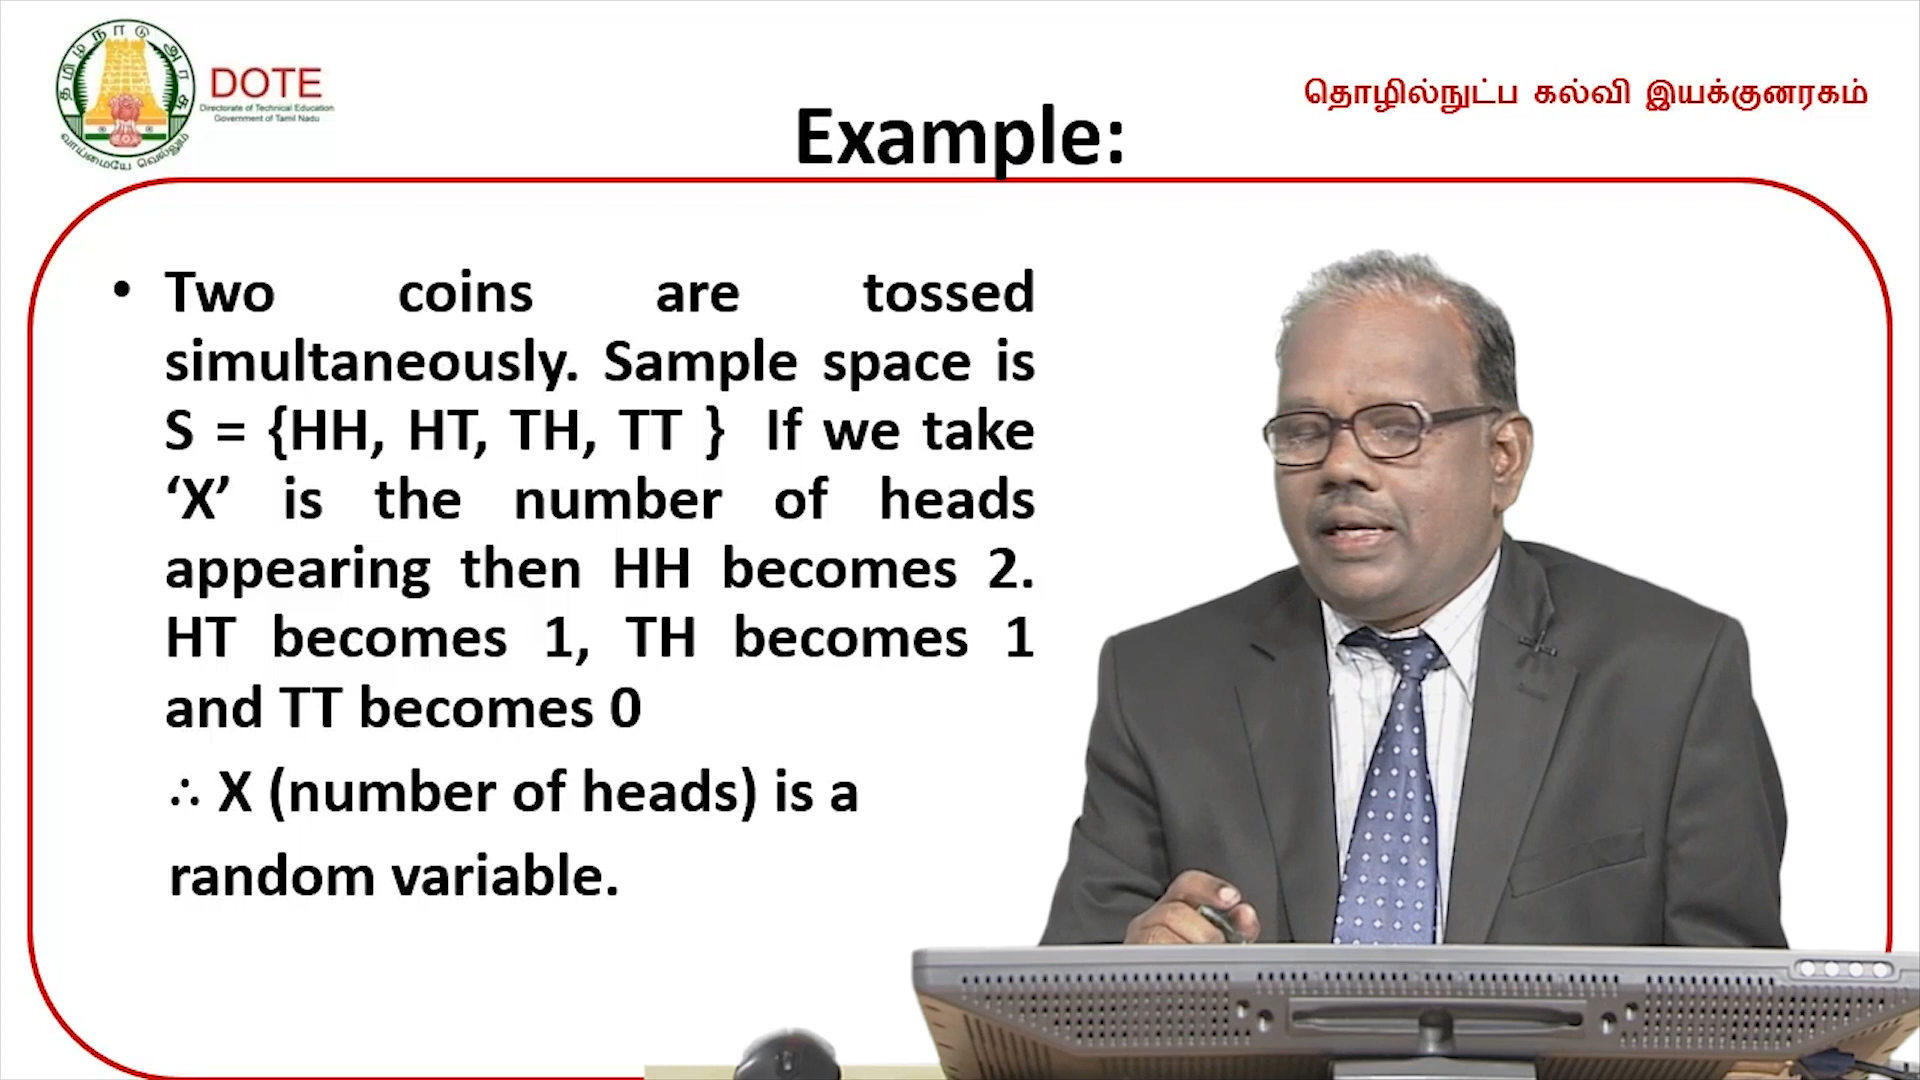 தமிழ்நாடு அரசு
வாய்மையே வெல்லும்
DOTE
Directorate of Technical Education
Government of Tamil Nadu
தொழில்நுட்ப கல்வி இயக்குனரகம்
Example:
• Two coins are tossed
simultaneously. Sample space is
S = {HH, HT, TH, TT } If we take
‘X’ is the number of heads
appearing then HH becomes 2.
HT becomes 1, TH becomes 1
and TT becomes 0
∴ X (number of heads) is a
random variable.